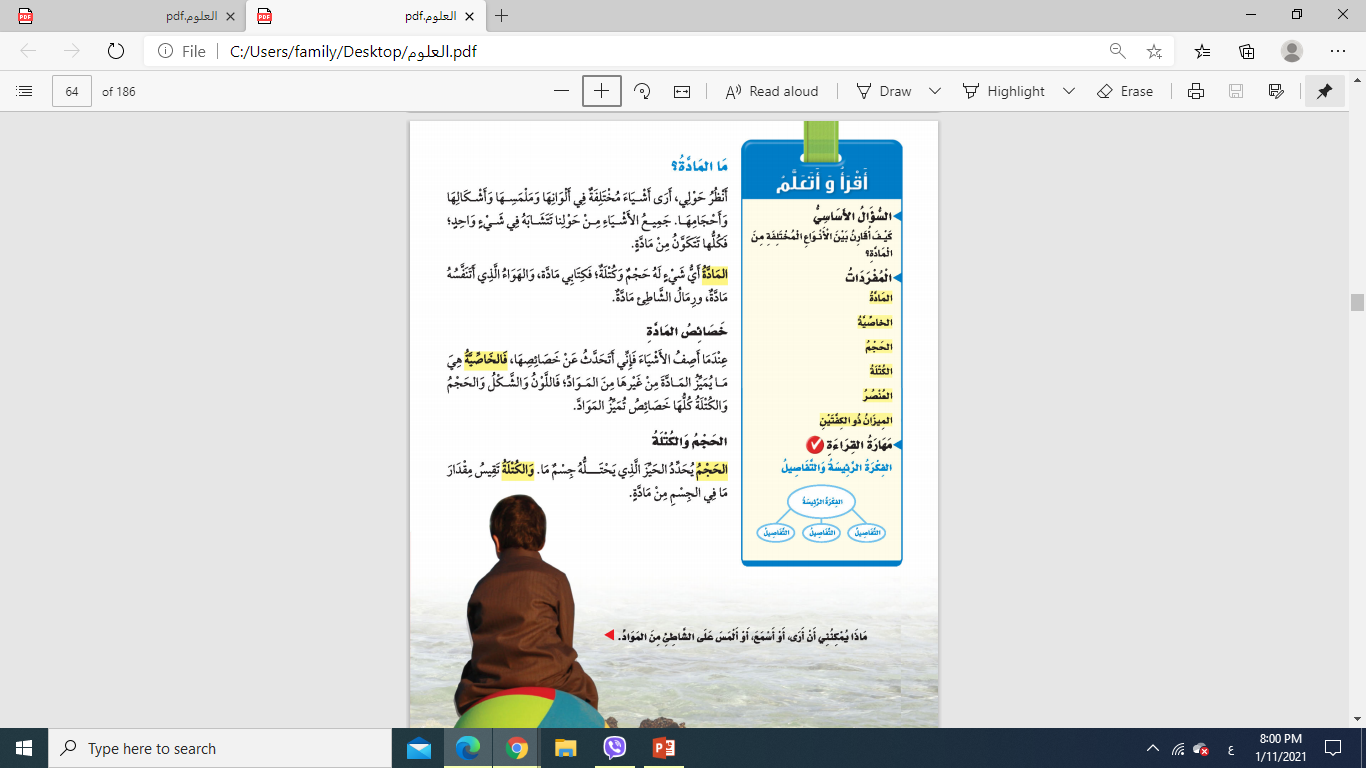 العلوم.pdf
العلوم.pdf
File
C:/Users/family/Desktop/العلوم.pdf
64 of 186
Read aloud
Draw
Highlight
Erase
أَقْرَأُ وَ أَتَعَلَّمُ
السُّؤَالُ الأَسَاسِيُّ
كَيْفَ أُقَارِنُ بَيْنَ الْأَنْوَاعِ الْمُخْتَلِفَةِ مِنَ
الْمَادَّةِ؟
الْمُفْرَدَاتُ
المَادَّةُ
الخَاصِّيَّةُ
الحَجْمُ
الكُتْلَةُ
العُنْصُرُ
المِيزَانُ ذُو الكِفَّتَيْنِ
مَهَارَةُ القِرَاءَةِ
الفِكْرَةُ الرَّئِيسَةُ وَالتَّفَاصِيلُ
الفِكْرَةُ الرَّئِيسَةُ
التَّفَاصِيلُ التَّفَاصِيلُ التَّفَاصِيلُ
مَا المَادَّةُ؟
أَنْظُرُ حَوْلِي، أَرَى أَشْيَاءَ مُخْتَلِفَةٌ فِي أَلْوَانِهَا وَمَلْمَسِهَا وَأَشْكَالِهَا
وَأَحْجَامِهَا. جَمِيعُ الأَشْيَاءِ مِنْ حَوْلِنَا تَتَشَابَهُ فِي شَيْءٍ وَاحِدٍ؛
فَكُلُّها تَتَكَوَّنُ مِنْ مَادَّةٍ.
المَادَّةُ أَيُّ شَيْءٍ لَهُ حَجْمٌ وَكُتْلَةٌ؛ فَكِتَابِي مَادَّة، وَالهَوَاءُ الَّذِي أَتَنَفَّسُهُ
مَادَّةٌ، ورِمَالُ الشَّاطِئِ مَادَّةٌ.
خَصَائِصُ المَادَّةِ
عِنْدَمَا أَصِفُ الأَشْيَاءَ فَإِنِّي أَتَحَدَّثُ عَنْ خَصَائِصِهَا، فَالخَاصِّيَّةُ هِيَ
مَا يُمَيِّزُ المَادَّةَ مِنْ غَيْرِهَا مِنَ المَوَادِّ؛ فَاللَّوْنُ وَالشَّكْلُ وَالحَجْمُ
وَالكُتْلَةُ كُلُّهَا خَصَائِصُ تُمَيِّزُ المَوَادَّ.
الحَجْمُ وَالكُتْلَةُ
الحَجْمُ يُحَدِّدُ الحَيِّزَ الَّذِي يَحْتَلُّهُ جِسْمٌ مَا. وَالكُتْلَةُ تَقِيسُ مِقْدَارَ
مَا فِي الجِسْمِ مِنْ مَادَّةٍ.
مَاذَا يُمْكِنُنِي أَنْ أَرَى، أَوْ أَسْمَعَ، أَوْ أَلْمَسَ عَلَى الشَّاطِئِ مِنَ المَوَادِّ.
Type here to search
ع
8:00 PM
1/11/2021